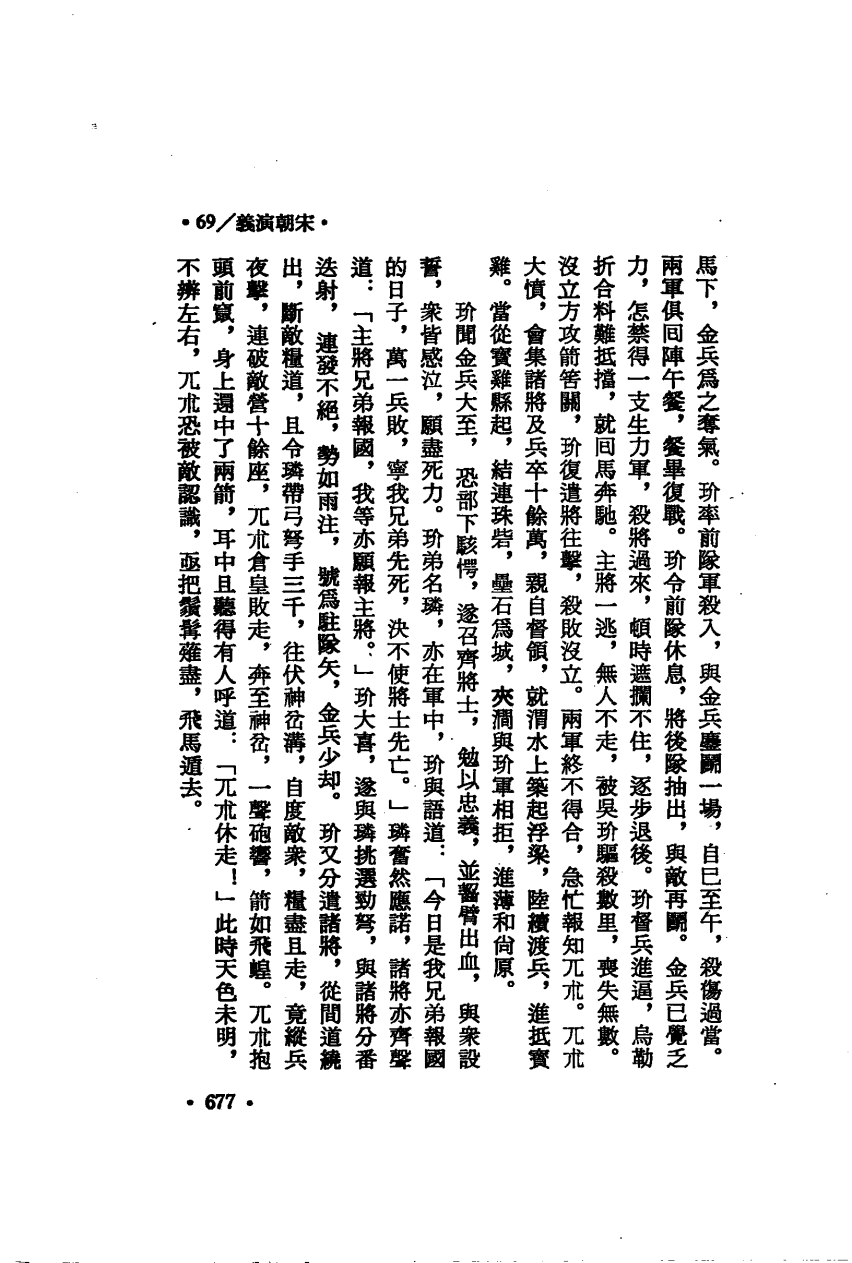 •69／義演朝宋•
馬下，金兵爲之奪氣。玠率前隊軍殺入，與金兵鏖鬭一場，自巳至午，殺傷過當。
兩軍俱回陣午餐，餐畢復戰。玠令前隊休息，將後隊抽出，與敵再鬭。金兵已覺乏
力，怎禁得一支生力軍，殺將過來，頓時遮攔不住，逐步退後。玠督兵進逼，烏勒
折合料難抵擋，就回馬奔馳。主將一逃，無人不走，被吳玠驅殺數里，喪失無數。
沒立方攻箭筈關，玠復遣將往擊，殺敗沒立。兩軍終不得合，急忙報知兀朮。兀朮
大憤，會集諸將及兵卒十餘萬，親自督領，就渭水上築起浮梁，陸續渡兵，進抵寶
雞。當從寶雞縣起，結連珠砦，壘石爲城，夾澗與玠軍相拒，進薄和尙原。
玠聞金兵大至，恐部下駭愕，遂召齊將士，勉以忠義，並齧臂出血，與衆設
誓，衆皆感泣，願盡死力。玠弟名璘，亦在軍中，玠與語道：「今日是我兄弟報國
的日子，萬一兵敗，寧我兄弟先死，決不使將士先亡。」璘奮然應諾，諸將亦齊聲
道：「主將兄弟報國，我等亦願報主將。」玠大喜，遂與璘挑選勁弩，與諸將分番
迭射，連發不絕，勢如雨注，號爲駐隊矢，金兵少却。玠又分遣諸將，從間道繞
出，斷敵糧道，且令璘帶弓弩手三千，往伏神岔溝，自度敵衆，糧盡且走，竟縱兵
夜擊，連破敵營十餘座，兀朮倉皇敗走，奔至神岔，一聲砲響，箭如飛蝗。兀朮抱
頭前竄，身上還中了兩箭，耳中且聽得有人呼道：「兀朮休走！」此時天色未明，
不辨左右，兀朮恐被敵認識，亟把鬚髯薙盡，飛馬遁去。
•677•